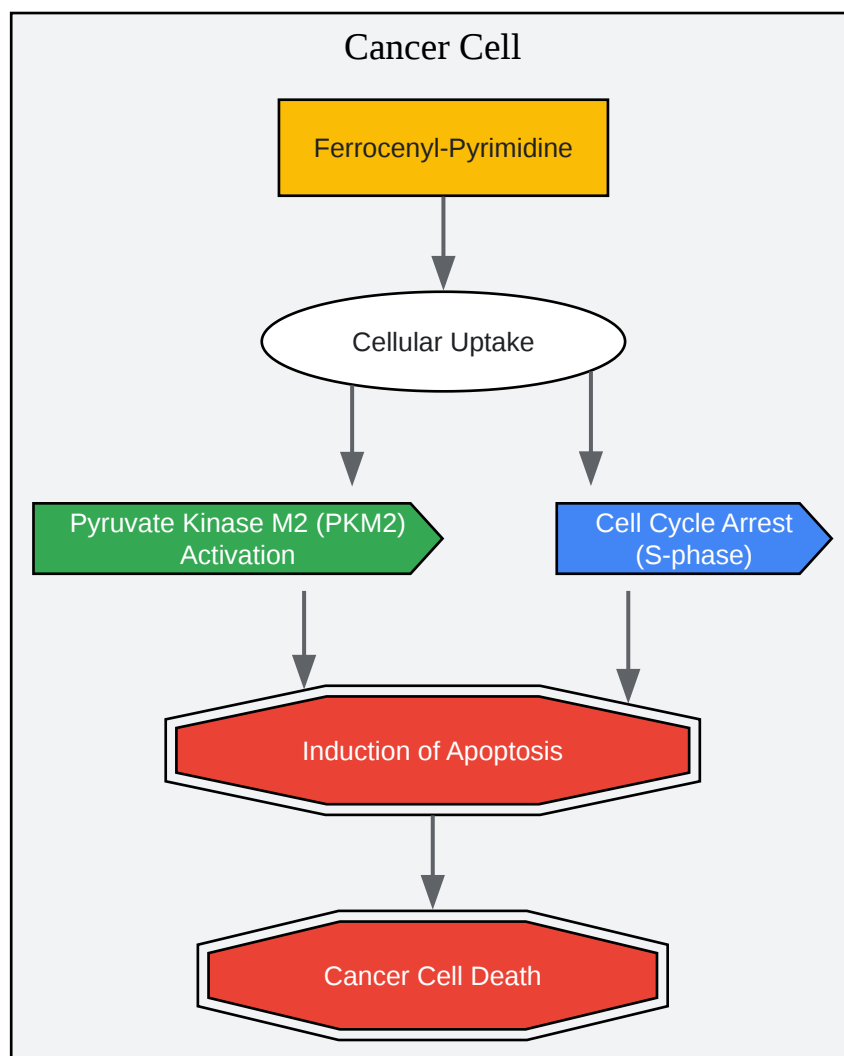 Cancer Cell
Ferrocenyl-Pyrimidine
Cellular Uptake
Pyruvate Kinase M2 (PKM2)
Activation
Cell Cycle Arrest
(S-phase)
Induction of Apoptosis
Cancer Cell Death